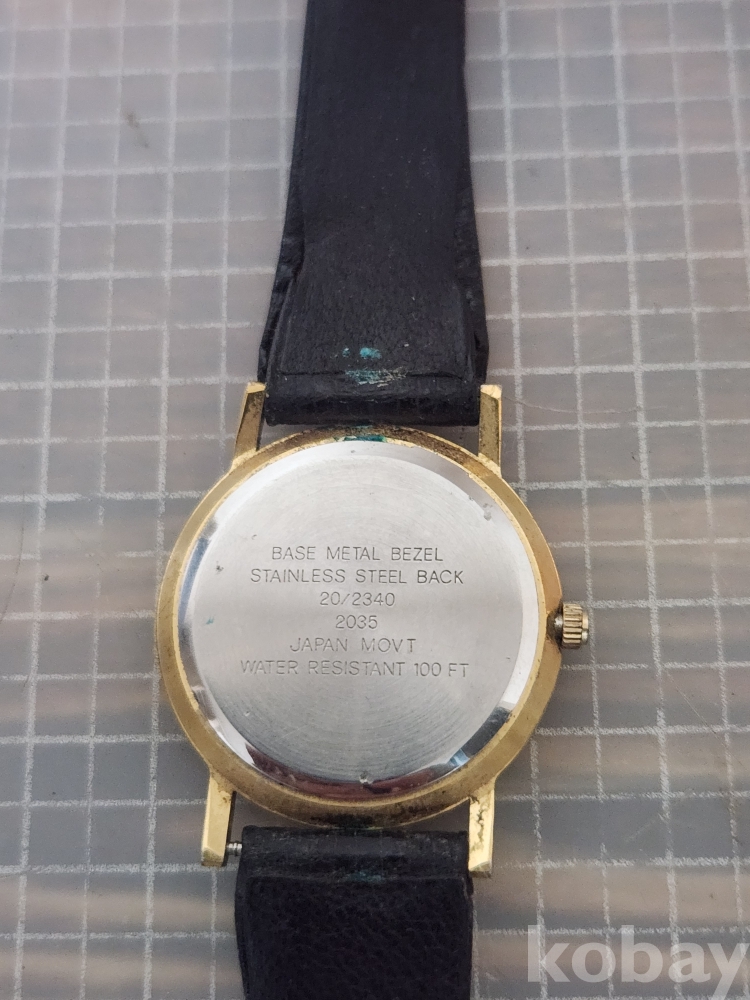 BASE METAL BEZEL
STAINLESS STEEL BACK
20/2340
2035
JAPAN MOVT
WATER RESISTANT 100 FT
kobay